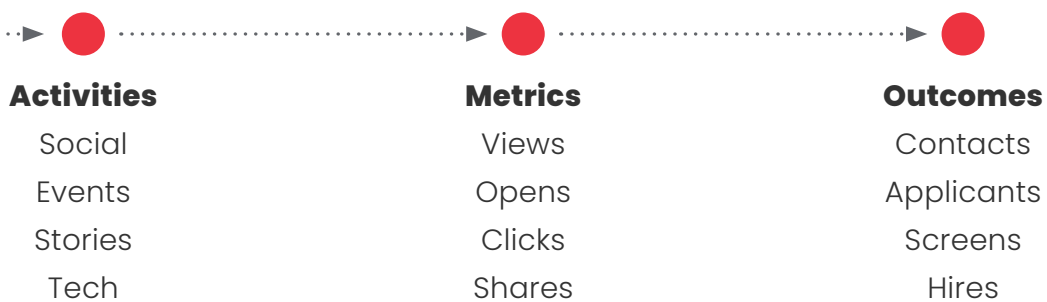 Activities
Social
Events
Stories
Tech
Metrics
Views
Opens
Clicks
Shares
Outcomes
Contacts
Applicants
Screens
Hires